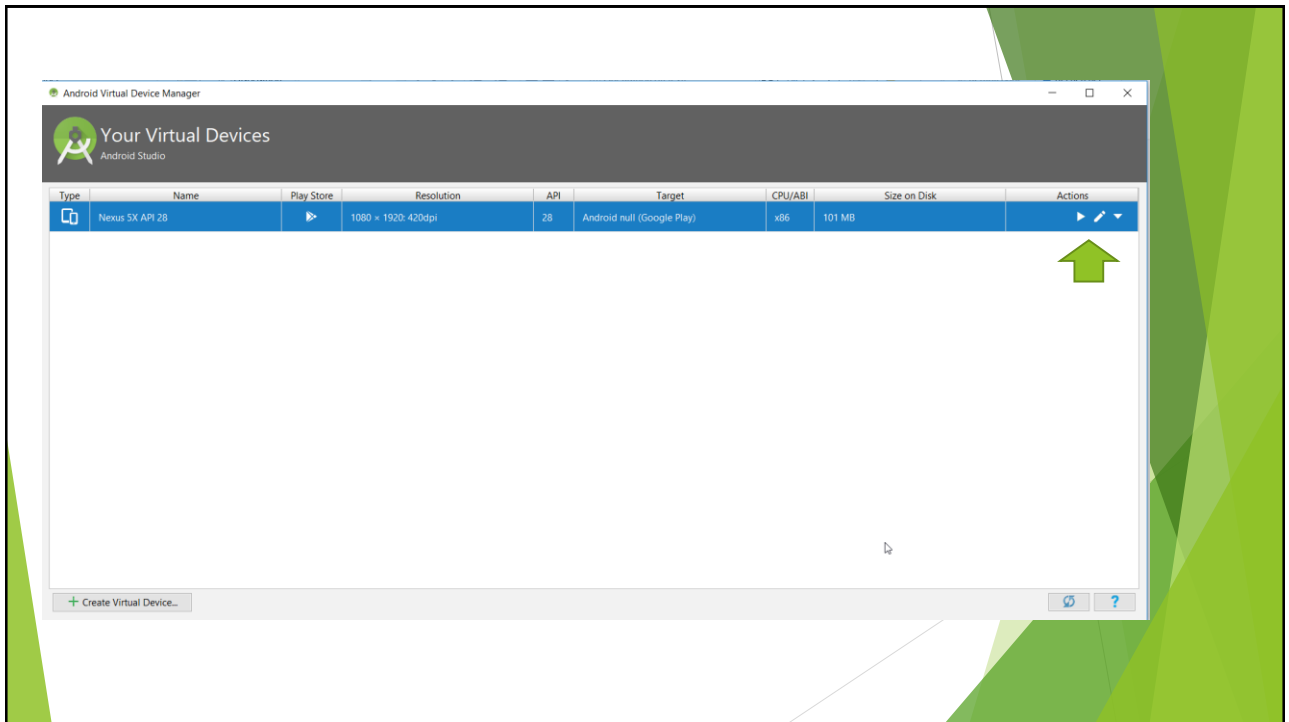 Android Virtual Device Manager
Your Virtual Devices
Android Studio
Type Name Play Store Resolution API Target CPU/ABI Size on Disk Actions
Nexus 5X API 28 1080 × 1920: 420dpi 28 Android null (Google Play) x86 101 MB
Create Virtual Device...
?